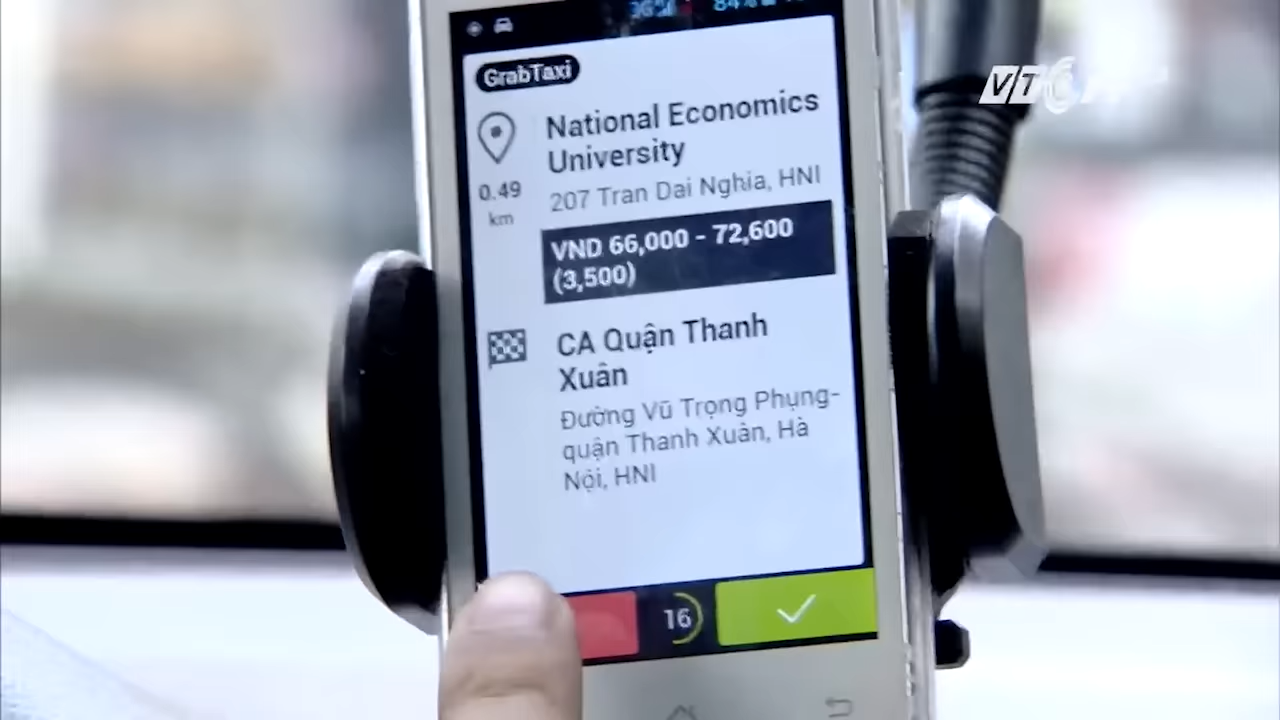 84%
GrabTaxi
National Economics
University
0.49
km
207 Tran Dai Nghia, HNI
VND 66,000 - 72,600
(3,500)
CA Quận Thanh
Xuân
Đường Vũ Trọng Phụng-
quận Thanh Xuân, Hà
Nội, HNI
16